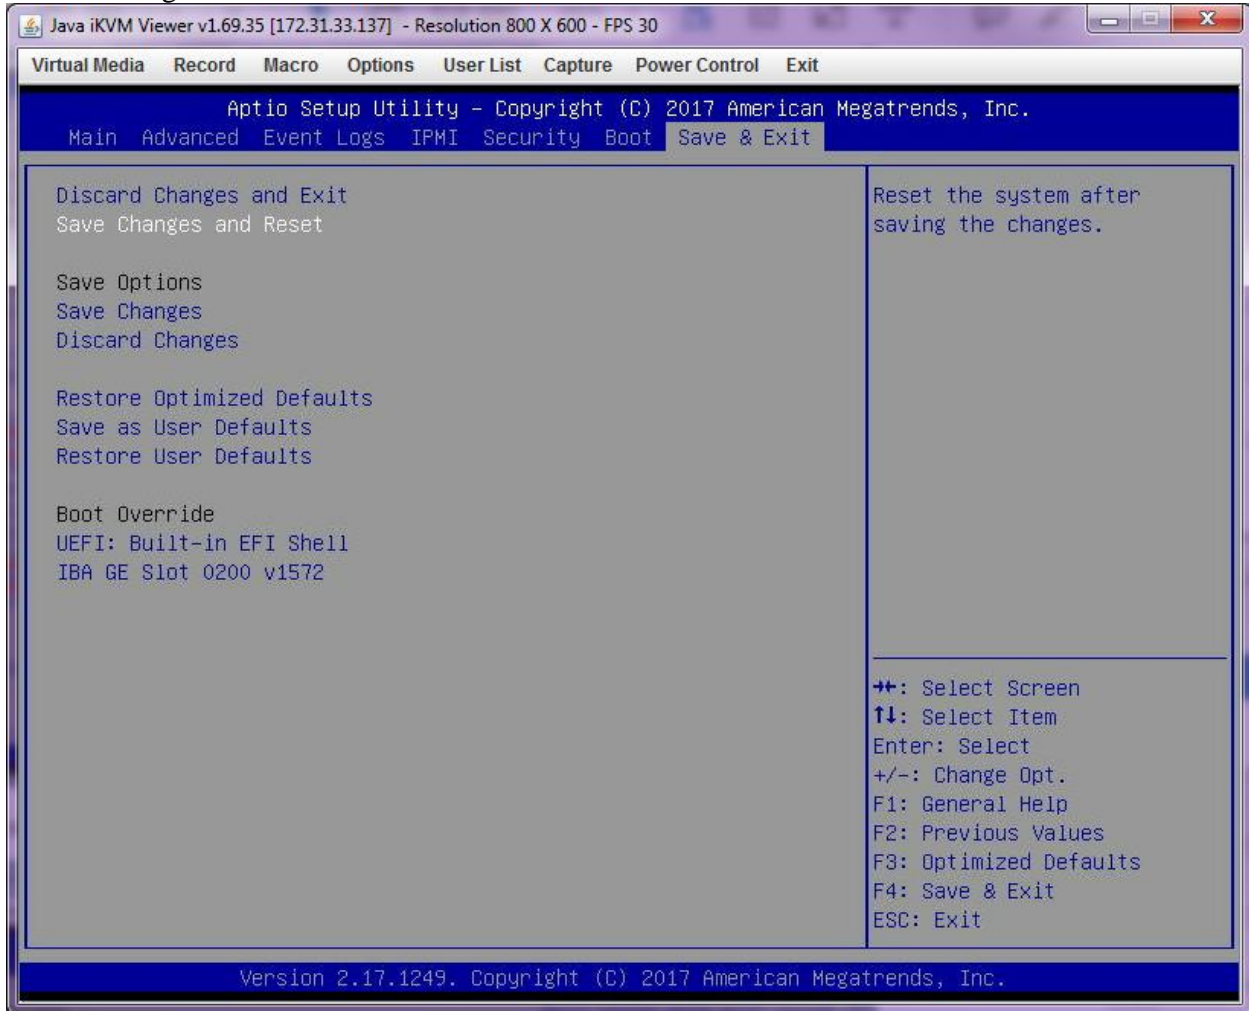 Java iKVM Viewer v1.69.35 [172.31.33.137] - Resolution 800 X 600 - FPS 30
Virtual Media Record Macro Options User List Capture Power Control Exit
Aptio Setup Utility - Copyright (C) 2017 American Megatrends, Inc.
Main Advanced Event Logs IPMI Security Boot Save & Exit
Discard Changes and Exit
Save Changes and Reset
Save Options
Save Changes
Discard Changes
Restore Optimized Defaults
Save as User Defaults
Restore User Defaults
Boot Override
UEFI: Built-in EFI Shell
IBA GE Slot 0200 v1572
Reset the system after
saving the changes.
→←: Select Screen
↑↓: Select Item
Enter: Select
+/-: Change Opt.
F1: General Help
F2: Previous Values
F3: Optimized Defaults
F4: Save & Exit
ESC: Exit
Version 2.17.1249. Copyright (C) 2017 American Megatrends, Inc.